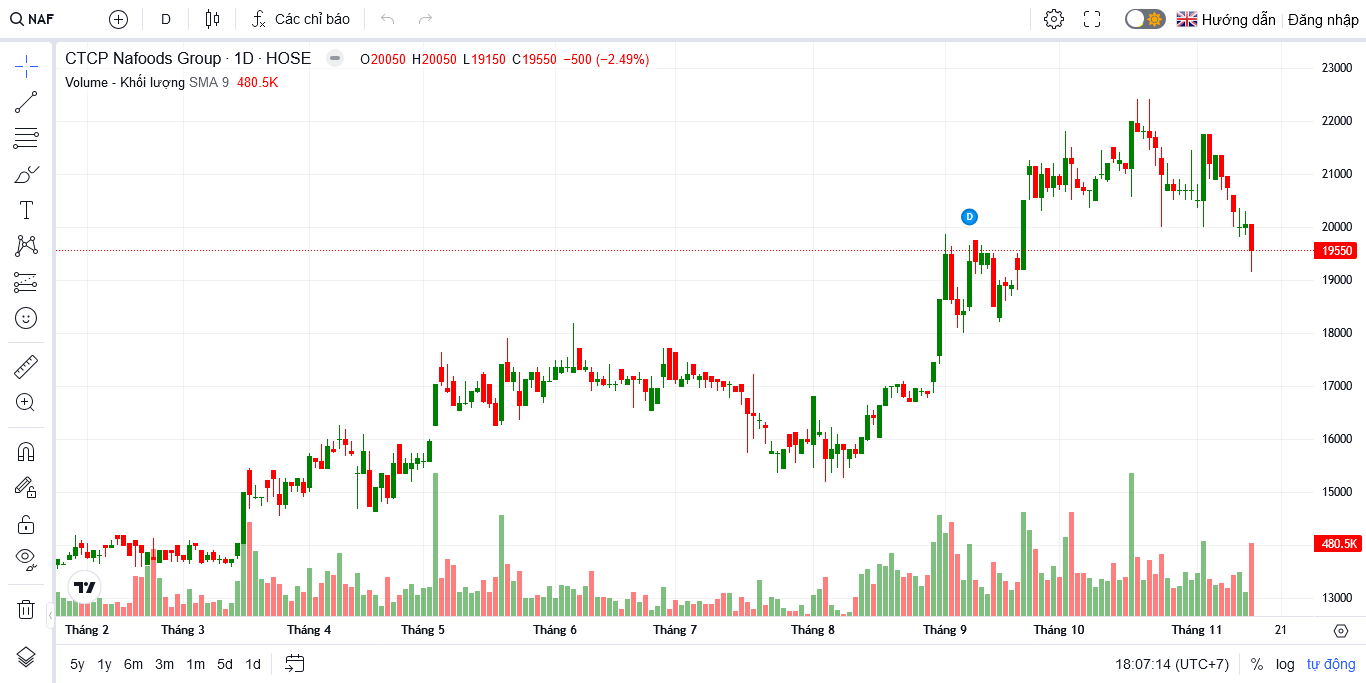 NAF D Các chỉ báo Hướng dẫn Đăng nhập
CTCP Nafoods Group · 1D · HOSE O20050 H20050 L19150 C19550 −500 (−2.49%)
Volume - Khối lượng SMA 9 480.5K
23000
22000
21000
D
20000
19550
19000
18000
17000
16000
15000
480.5K
13000
Tháng 2 Tháng 3 Tháng 4 Tháng 5 Tháng 6 Tháng 7 Tháng 8 Tháng 9 Tháng 10 Tháng 11 21
5y 1y 6m 3m 1m 5d 1d 18:07:14 (UTC+7) % log tự động